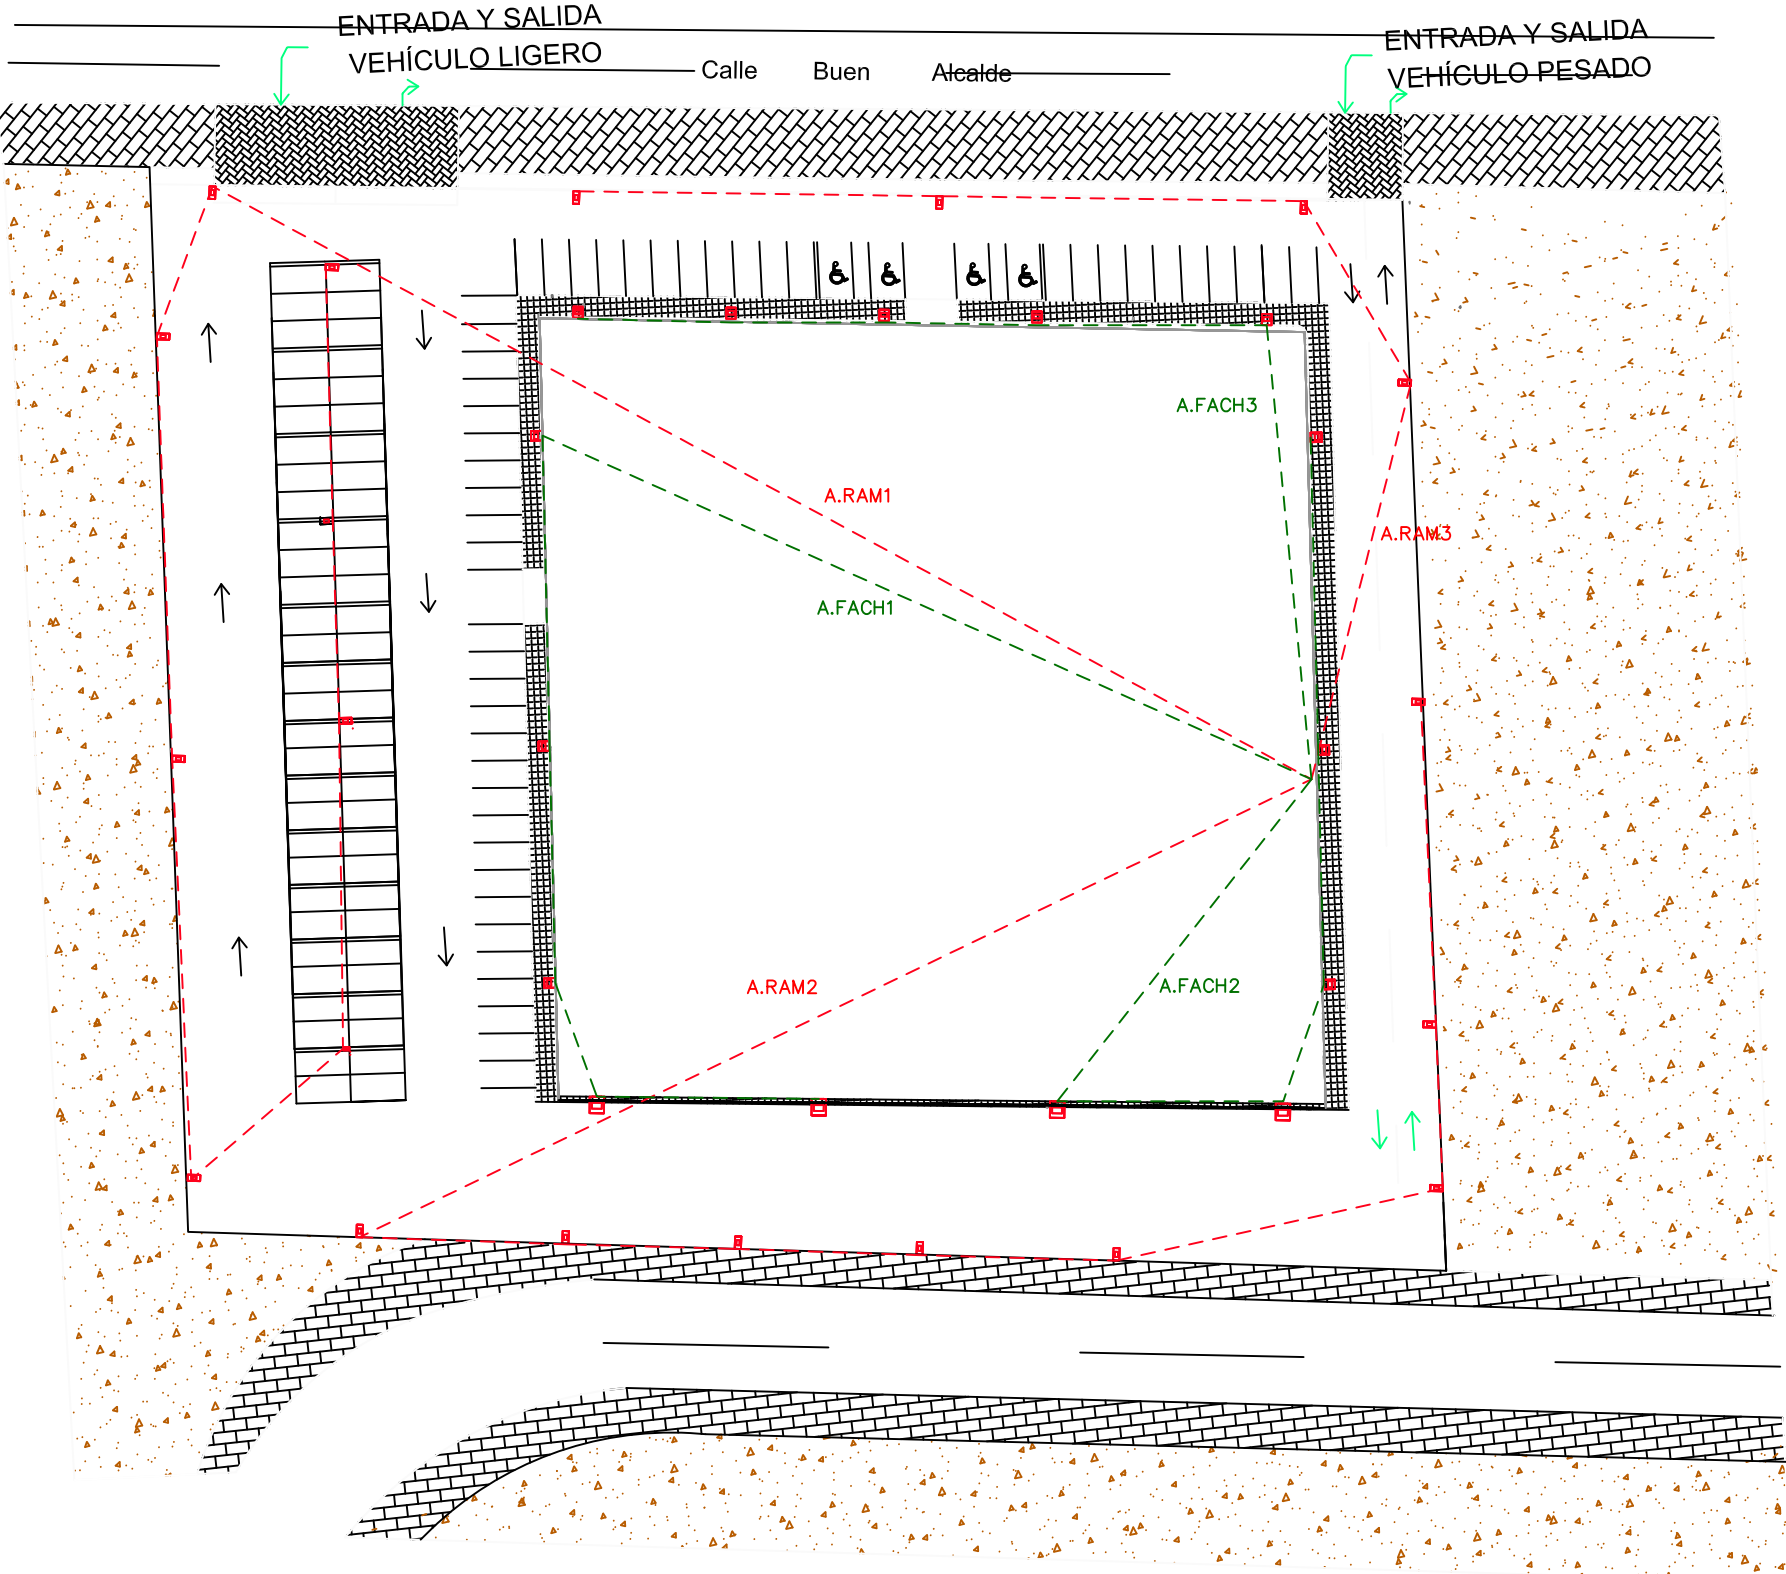 ENTRADA Y SALIDA
VEHÍCULO LIGERO
ENTRADA Y SALIDA
VEHÍCULO PESADO
Calle Buen Alcalde
A.FACH3
A.RAM1
A.RAM3
A.FACH1
A.RAM2
A.FACH2